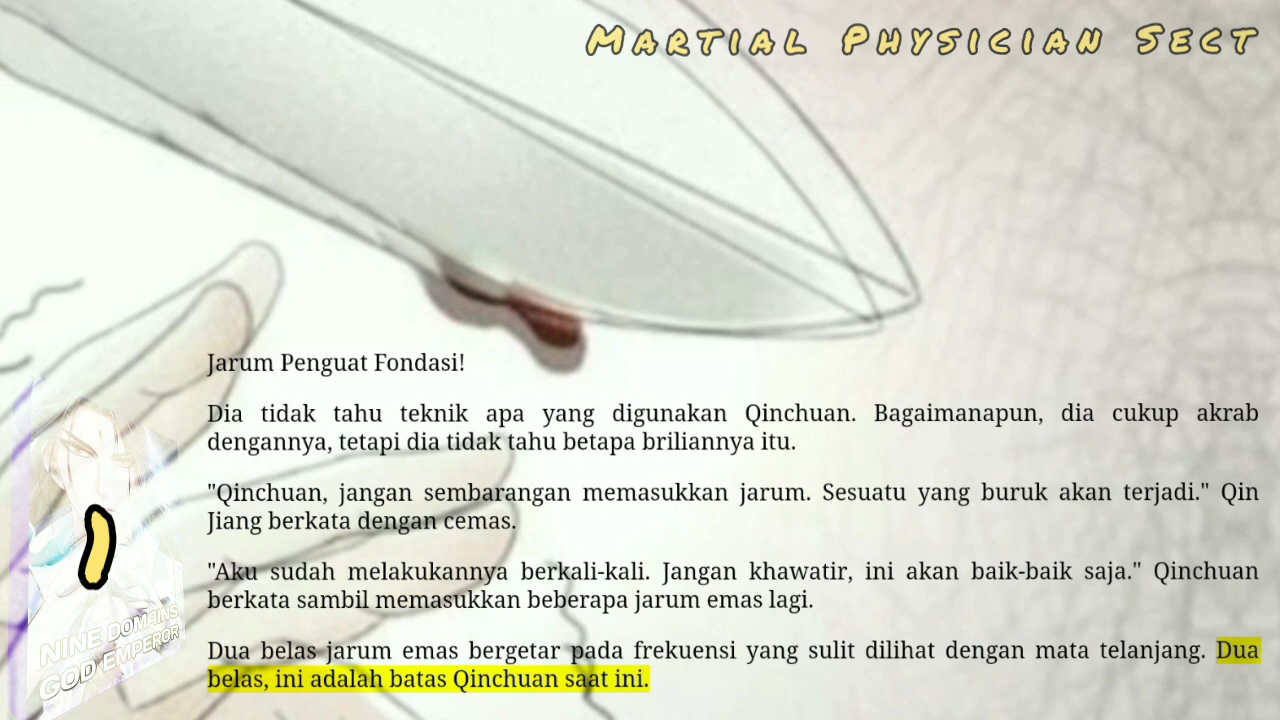 Martial Physician Sect
Jarum Penguat Fondasi!
Dia tidak tahu teknik apa yang digunakan Qinchuan. Bagaimanapun, dia cukup akrab
dengannya, tetapi dia tidak tahu betapa briliannya itu.
"Qinchuan, jangan sembarangan memasukkan jarum. Sesuatu yang buruk akan terjadi." Qin
Jiang berkata dengan cemas.
"Aku sudah melakukannya berkali-kali. Jangan khawatir, ini akan baik-baik saja." Qinchuan
berkata sambil memasukkan beberapa jarum emas lagi.
Dua belas jarum emas bergetar pada frekuensi yang sulit dilihat dengan mata telanjang. Dua
belas, ini adalah batas Qinchuan saat ini.
1
NINE DOMAINS
GOD EMPEROR